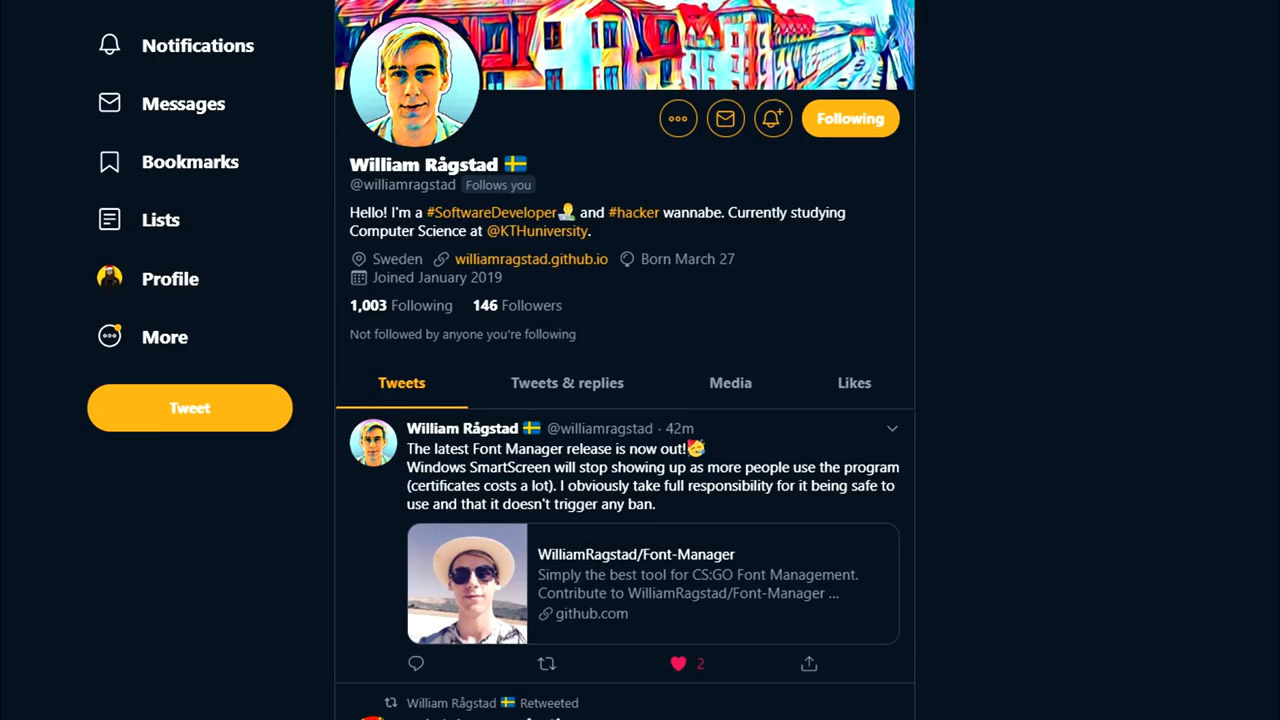 Notifications
Messages
Bookmarks
Lists
Profile
More
Tweet
Following
William Rågstad
@williamragstad Follows you
Hello! I'm a #SoftwareDeveloper and #hacker wannabe. Currently studying
Computer Science at @KTHuniversity.
Sweden williamragstad.github.io Born March 27
Joined January 2019
1,003 Following 146 Followers
Not followed by anyone you're following
Tweets Tweets & replies Media Likes
William Rågstad @williamragstad · 42m
The latest Font Manager release is now out!
Windows SmartScreen will stop showing up as more people use the program
(certificates costs a lot). I obviously take full responsibility for it being safe to
use and that it doesn't trigger any ban.
WilliamRagstad/Font-Manager
Simply the best tool for CS:GO Font Management.
Contribute to WilliamRagstad/Font-Manager ...
github.com
2
William Rågstad Retweeted